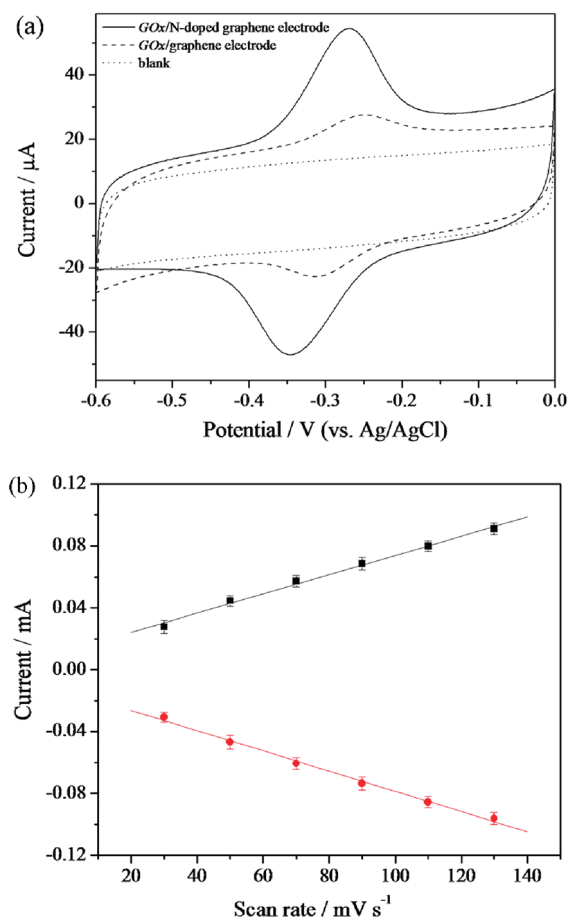 (a)
GOx/N-doped graphene electrode
GOx/graphene electrode
blank
40
20
0
-20
-40
Current / μA
-0.6 -0.5 -0.4 -0.3 -0.2 -0.1 0.0
Potential / V (vs. Ag/AgCl)
(b)
0.12
0.08
0.04
0.00
-0.04
-0.08
-0.12
Current / mA
20 40 60 80 100 120 140
Scan rate / mV s⁻¹